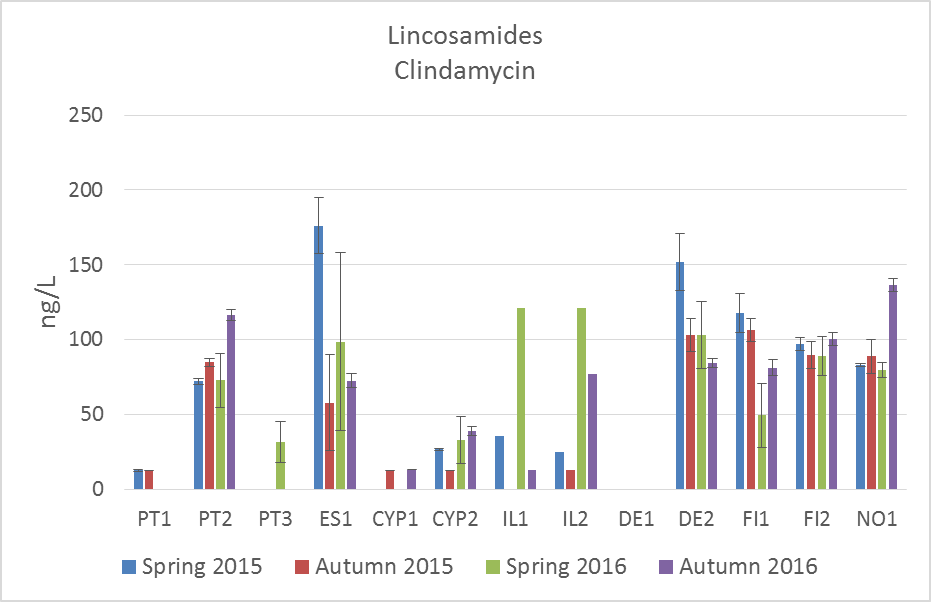 Lincosamides
Clindamycin
250
200
150
100
50
0
ng/L
PT1 PT2 PT3 ES1 CYP1 CYP2 IL1 IL2 DE1 DE2 FI1 FI2 NO1
Spring 2015 Autumn 2015 Spring 2016 Autumn 2016